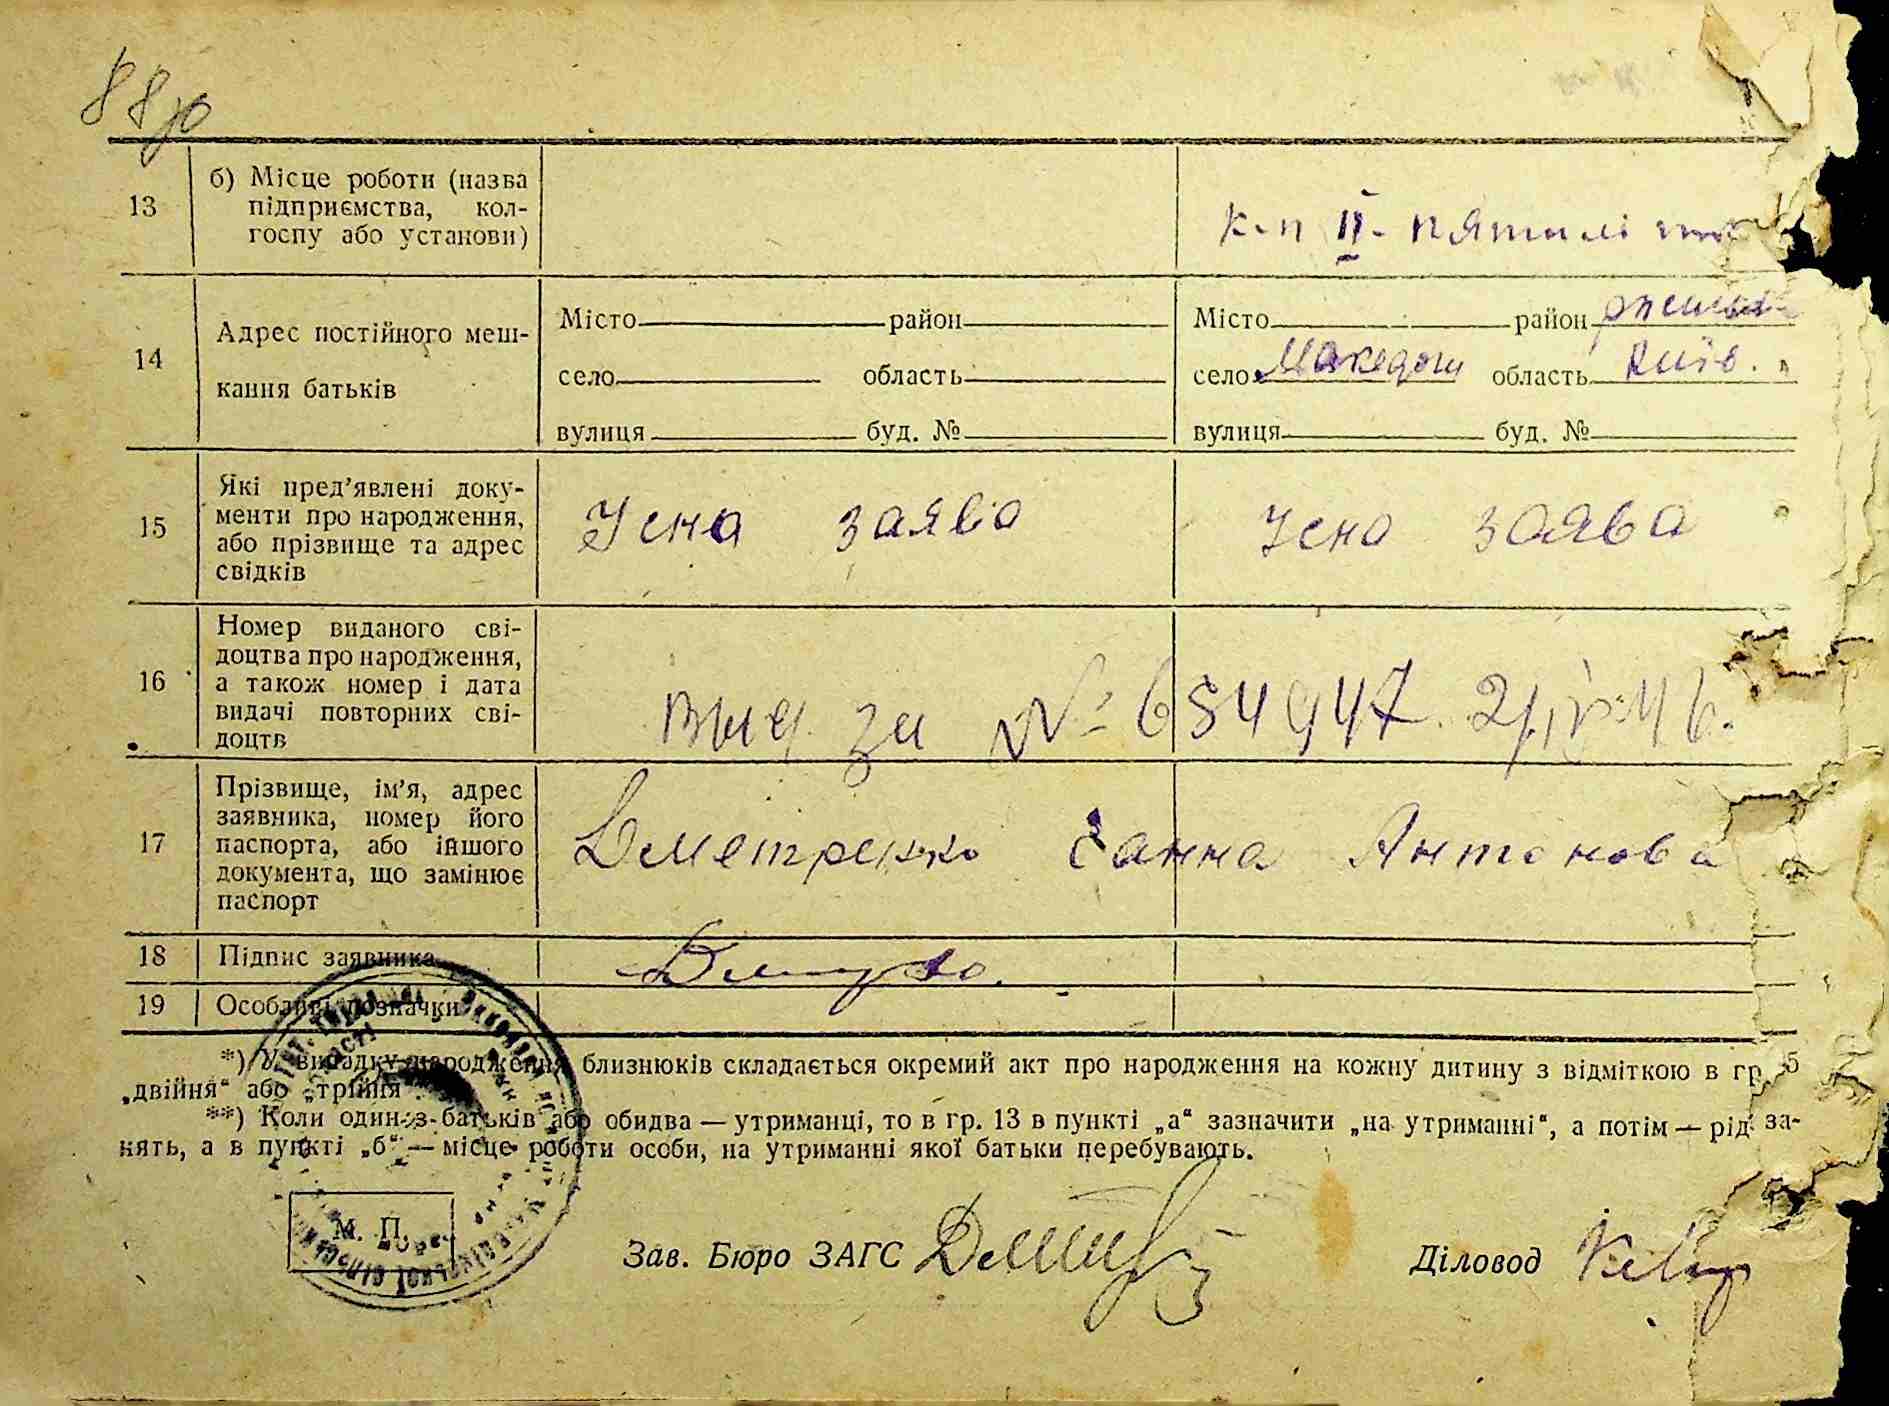 88
13
б) Місце роботи (назва
підприємства, кол-
госпу або установи)
к-п II-
14
Адрес постійного меш-
кання батьків
Місто район
село область
вулиця буд. №
Місто район
село область Київ.
вулиця буд. №
15
Які пред’явлені доку-
менти про народження,
або прізвище та адрес
свідків
Усна заява
Усна заява
16
Номер виданого сві-
доцтва про народження,
а також номер і дата
видачі повторних сві-
доцтв
за № 684947.
17
Прізвище, ім’я, адрес
заявника, номер його
паспорта, або іншого
документа, що замінює
паспорт
Дметренко Ганна Антонова
18
Підпис заявника
19
Особливі позначки
*) У випадку народження близнюків складається окремий акт про народження на кожну дитину з відміткою в гр. 5
„двійня“ або „трійня“.
**) Коли один з батьків або обидва — утриманці, то в гр. 13 в пункті „а“ зазначити „на утриманні“, а потім — рід за-
нять, а в пункті „б“ — місце роботи особи, на утриманні якої батьки перебувають.
М. П.
Зав. Бюро ЗАГС
Діловод